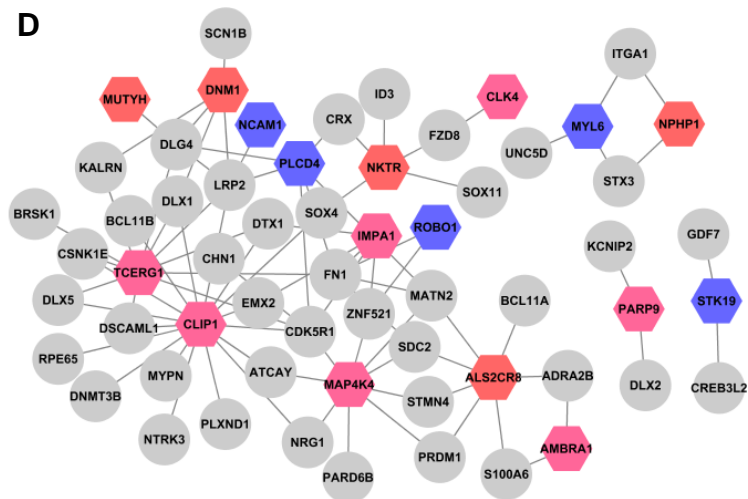 D
SCN1B
ITGA1
MUTYH
DNM1
ID3
CLK4
NCAM1
CRX
FZD8
MYL6
NPHP1
DLG4
UNC5D
KALRN
PLCD4
NKTR
LRP2
STX3
SOX11
DLX1
BRSK1
BCL11B
DTX1
SOX4
ROBO1
IMPA1
GDF7
KCNIP2
CSNK1E
CHN1
TCERG1
FN1
MATN2
BCL11A
DLX5
EMX2
STK19
PARP9
ZNF521
DSCAML1
CLIP1
CDK5R1
SDC2
RPE65
MYPN
ATCAY
MAP4K4
ALS2CR8
ADRA2B
CREB3L2
DLX2
DNMT3B
STMN4
PLXND1
NTRK3
NRG1
AMBRA1
PRDM1
PARD6B
S100A6